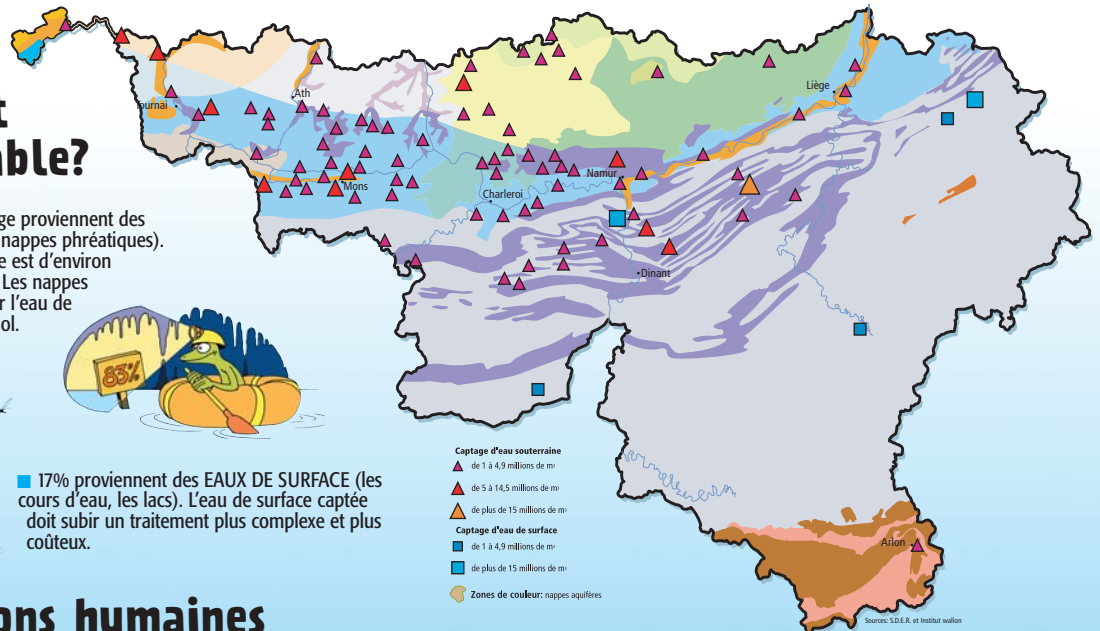 t
able?
ge proviennent des
nappes phréatiques).
e est d'environ
Les nappes
r l'eau de
sol.
83%
■ 17% proviennent des EAUX DE SURFACE (les
cours d'eau, les lacs). L'eau de surface captée
doit subir un traitement plus complexe et plus
coûteux.
ons humaines
Tournai
Ath
Mons
Charleroi
Namur
Dinant
Liège
Arlon
Captage d'eau souterraine
de 1 à 4,9 millions de m³
de 5 à 14,5 millions de m³
de plus de 15 millions de m³
Captage d'eau de surface
de 1 à 4,9 millions de m³
de plus de 15 millions de m³
Zones de couleur: nappes aquifères
Sources: S.D.E.R. et Institut wallon